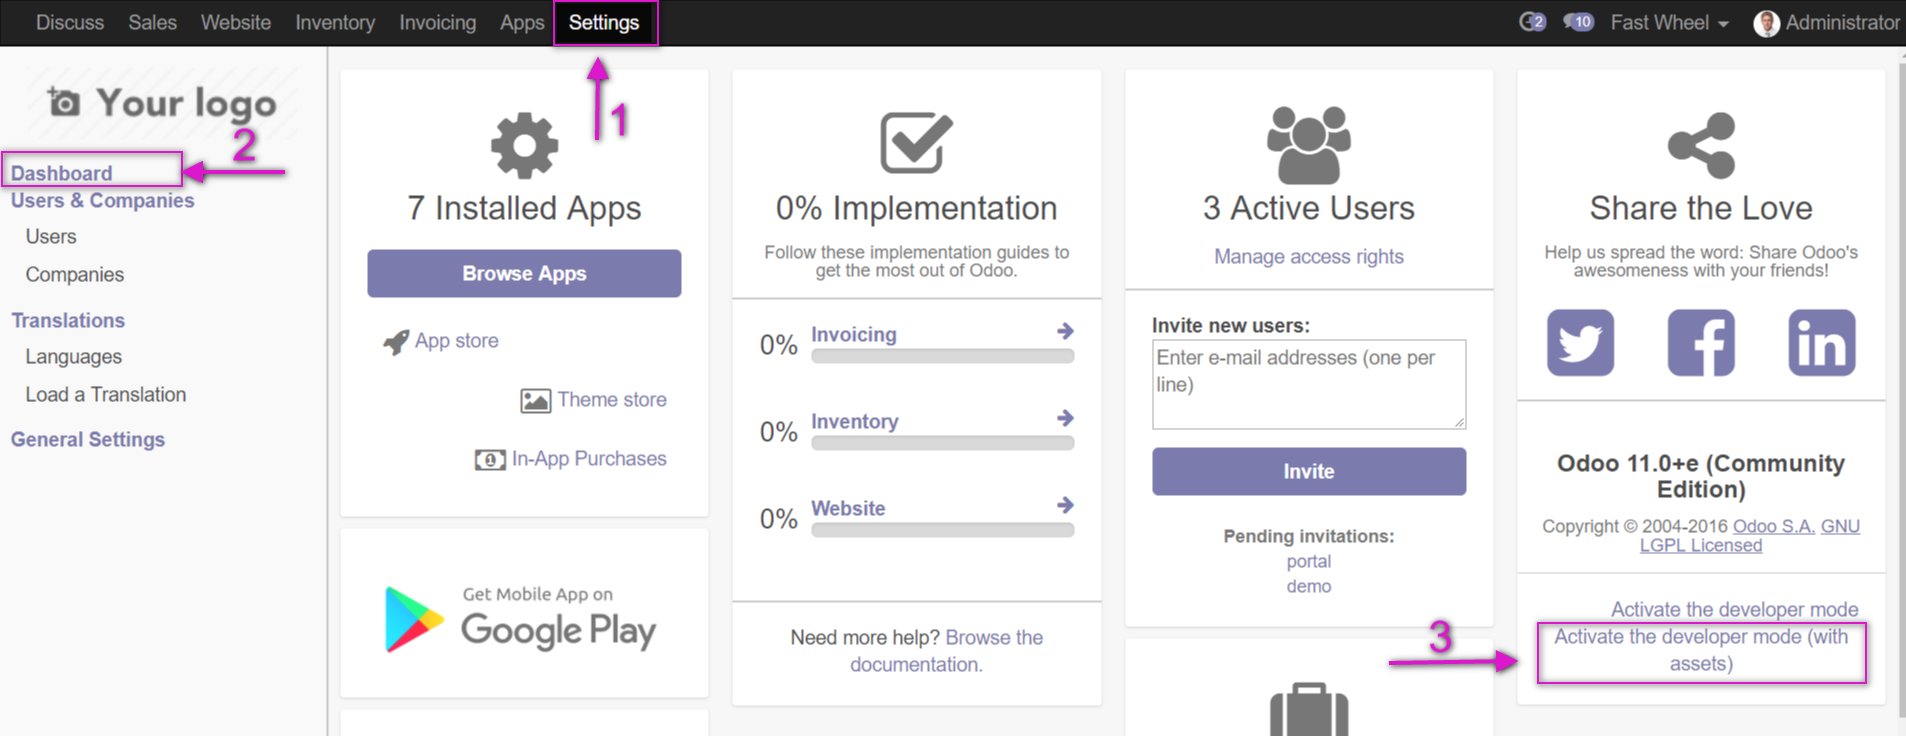 Discuss Sales Website Inventory Invoicing Apps Settings 2 10 Fast Wheel Administrator
Your logo
1
2
Dashboard
Users & Companies
Users
Companies
Translations
Languages
Load a Translation
General Settings
7 Installed Apps
Browse Apps
App store
Theme store
1 In-App Purchases
Get Mobile App on
Google Play
0% Implementation
Follow these implementation guides to
get the most out of Odoo.
0% Invoicing
0% Inventory
0% Website
Need more help? Browse the
documentation.
3 Active Users
Manage access rights
Invite new users:
Enter e-mail addresses (one per
line)
Invite
Pending invitations:
portal
demo
Share the Love
Help us spread the word: Share Odoo's
awesomeness with your friends!
f in
Odoo 11.0+e (Community
Edition)
Copyright © 2004-2016 Odoo S.A. GNU
LGPL Licensed
Activate the developer mode
3
Activate the developer mode (with
assets)